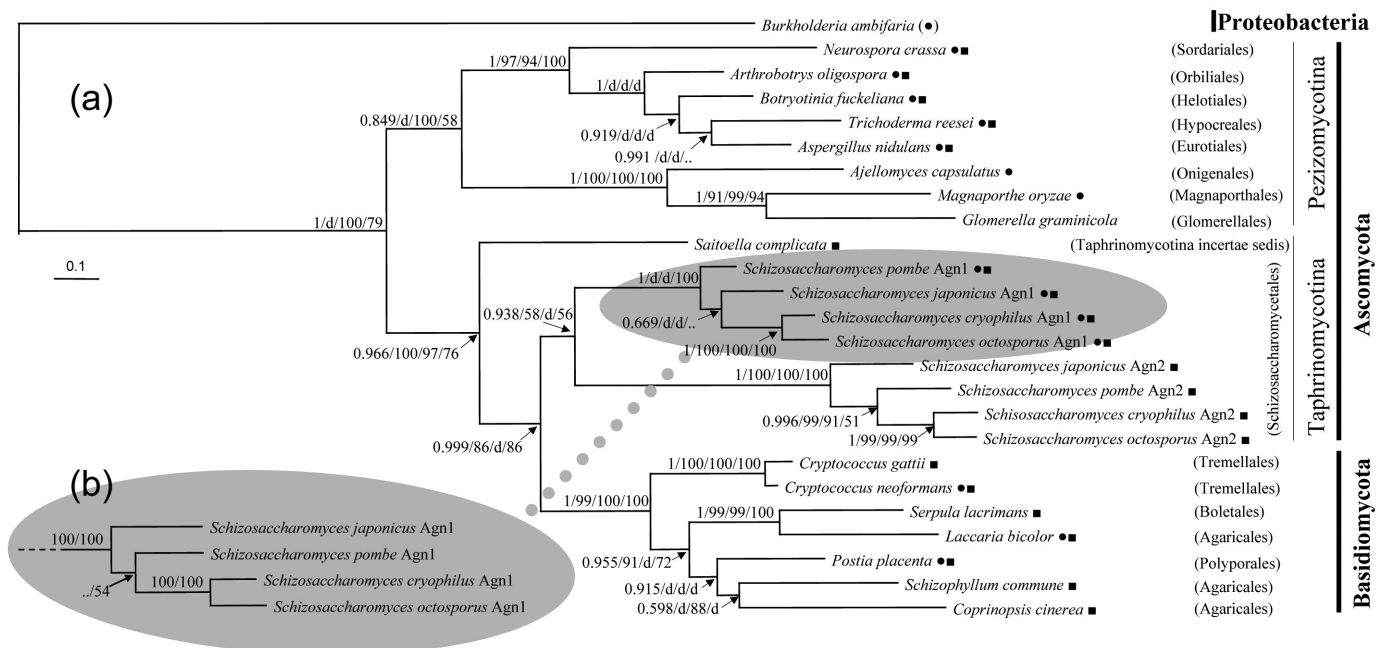 Burkholderia ambifaria (●) Proteobacteria
Neurospora crassa ●■ (Sordariales)
1/97/94/100
Arthrobotrys oligospora ●■ (Orbiliales)
(a)
1/d/d/d
Botryotinia fuckeliana ●■ (Helotiales)
0.849/d/100/58
Trichoderma reesei ●■ (Hypocreales)
0.919/d/d/d
Aspergillus nidulans ●■ (Eurotiales)
0.991 /d/d/..
Pezizomycotina
Ajellomyces capsulatus ● (Onigenales)
1/100/100/100
Magnaporthe oryzae ● (Magnaporthales)
1/91/99/94
Glomerella graminicola (Glomerellales)
1/d/100/79
Saitoella complicata ■ (Taphrinomycotina incertae sedis)
0.1
Schizosaccharomyces pombe Agn1 ●■
1/d/d/100
Schizosaccharomyces japonicus Agn1 ●■
Ascomycota
0.938/58/d/56
Schizosaccharomyces cryophilus Agn1 ●■
0.669/d/d/..
Schizosaccharomyces octosporus Agn1 ●■
0.966/100/97/76
1/100/100/100
(Schizosaccharomycetales)
Taphrinomycotina
Schizosaccharomyces japonicus Agn2 ■
1/100/100/100
Schizosaccharomyces pombe Agn2 ■
0.996/99/91/51
Schisosaccharomyces cryophilus Agn2 ■
1/99/99/99
Schizosaccharomyces octosporus Agn2 ■
0.999/86/d/86
Cryptococcus gattii ■ (Tremellales)
1/100/100/100
Cryptococcus neoformans ●■ (Tremellales)
1/99/100/100
Serpula lacrimans ■ (Boletales)
1/99/99/100
Laccaria bicolor ●■ (Agaricales)
Basidiomycota
0.955/91/d/72
Postia placenta ●■ (Polyporales)
0.915/d/d/d
Schizophyllum commune ■ (Agaricales)
0.598/d/88/d
Coprinopsis cinerea ■ (Agaricales)
(b)
Schizosaccharomyces japonicus Agn1
100/100
Schizosaccharomyces pombe Agn1
../54
100/100
Schizosaccharomyces cryophilus Agn1
Schizosaccharomyces octosporus Agn1